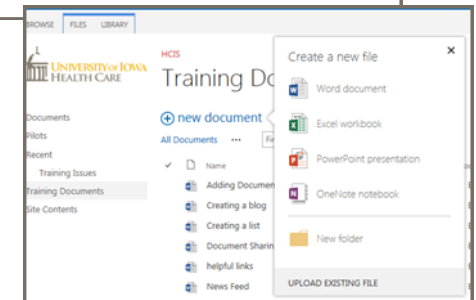 BROWSE FILES LIBRARY
UNIVERSITY OF IOWA
HEALTH CARE
HCIS
Training Do
new document
All Documents ... Fi
Name
Adding Documen
Creating a blog
Creating a list
Document Sharin
helpful links
News Feed
Documents
Pilots
Recent
Training Issues
Training Documents
Site Contents
Create a new file
Word document
Excel workbook
PowerPoint presentation
OneNote notebook
New folder
UPLOAD EXISTING FILE